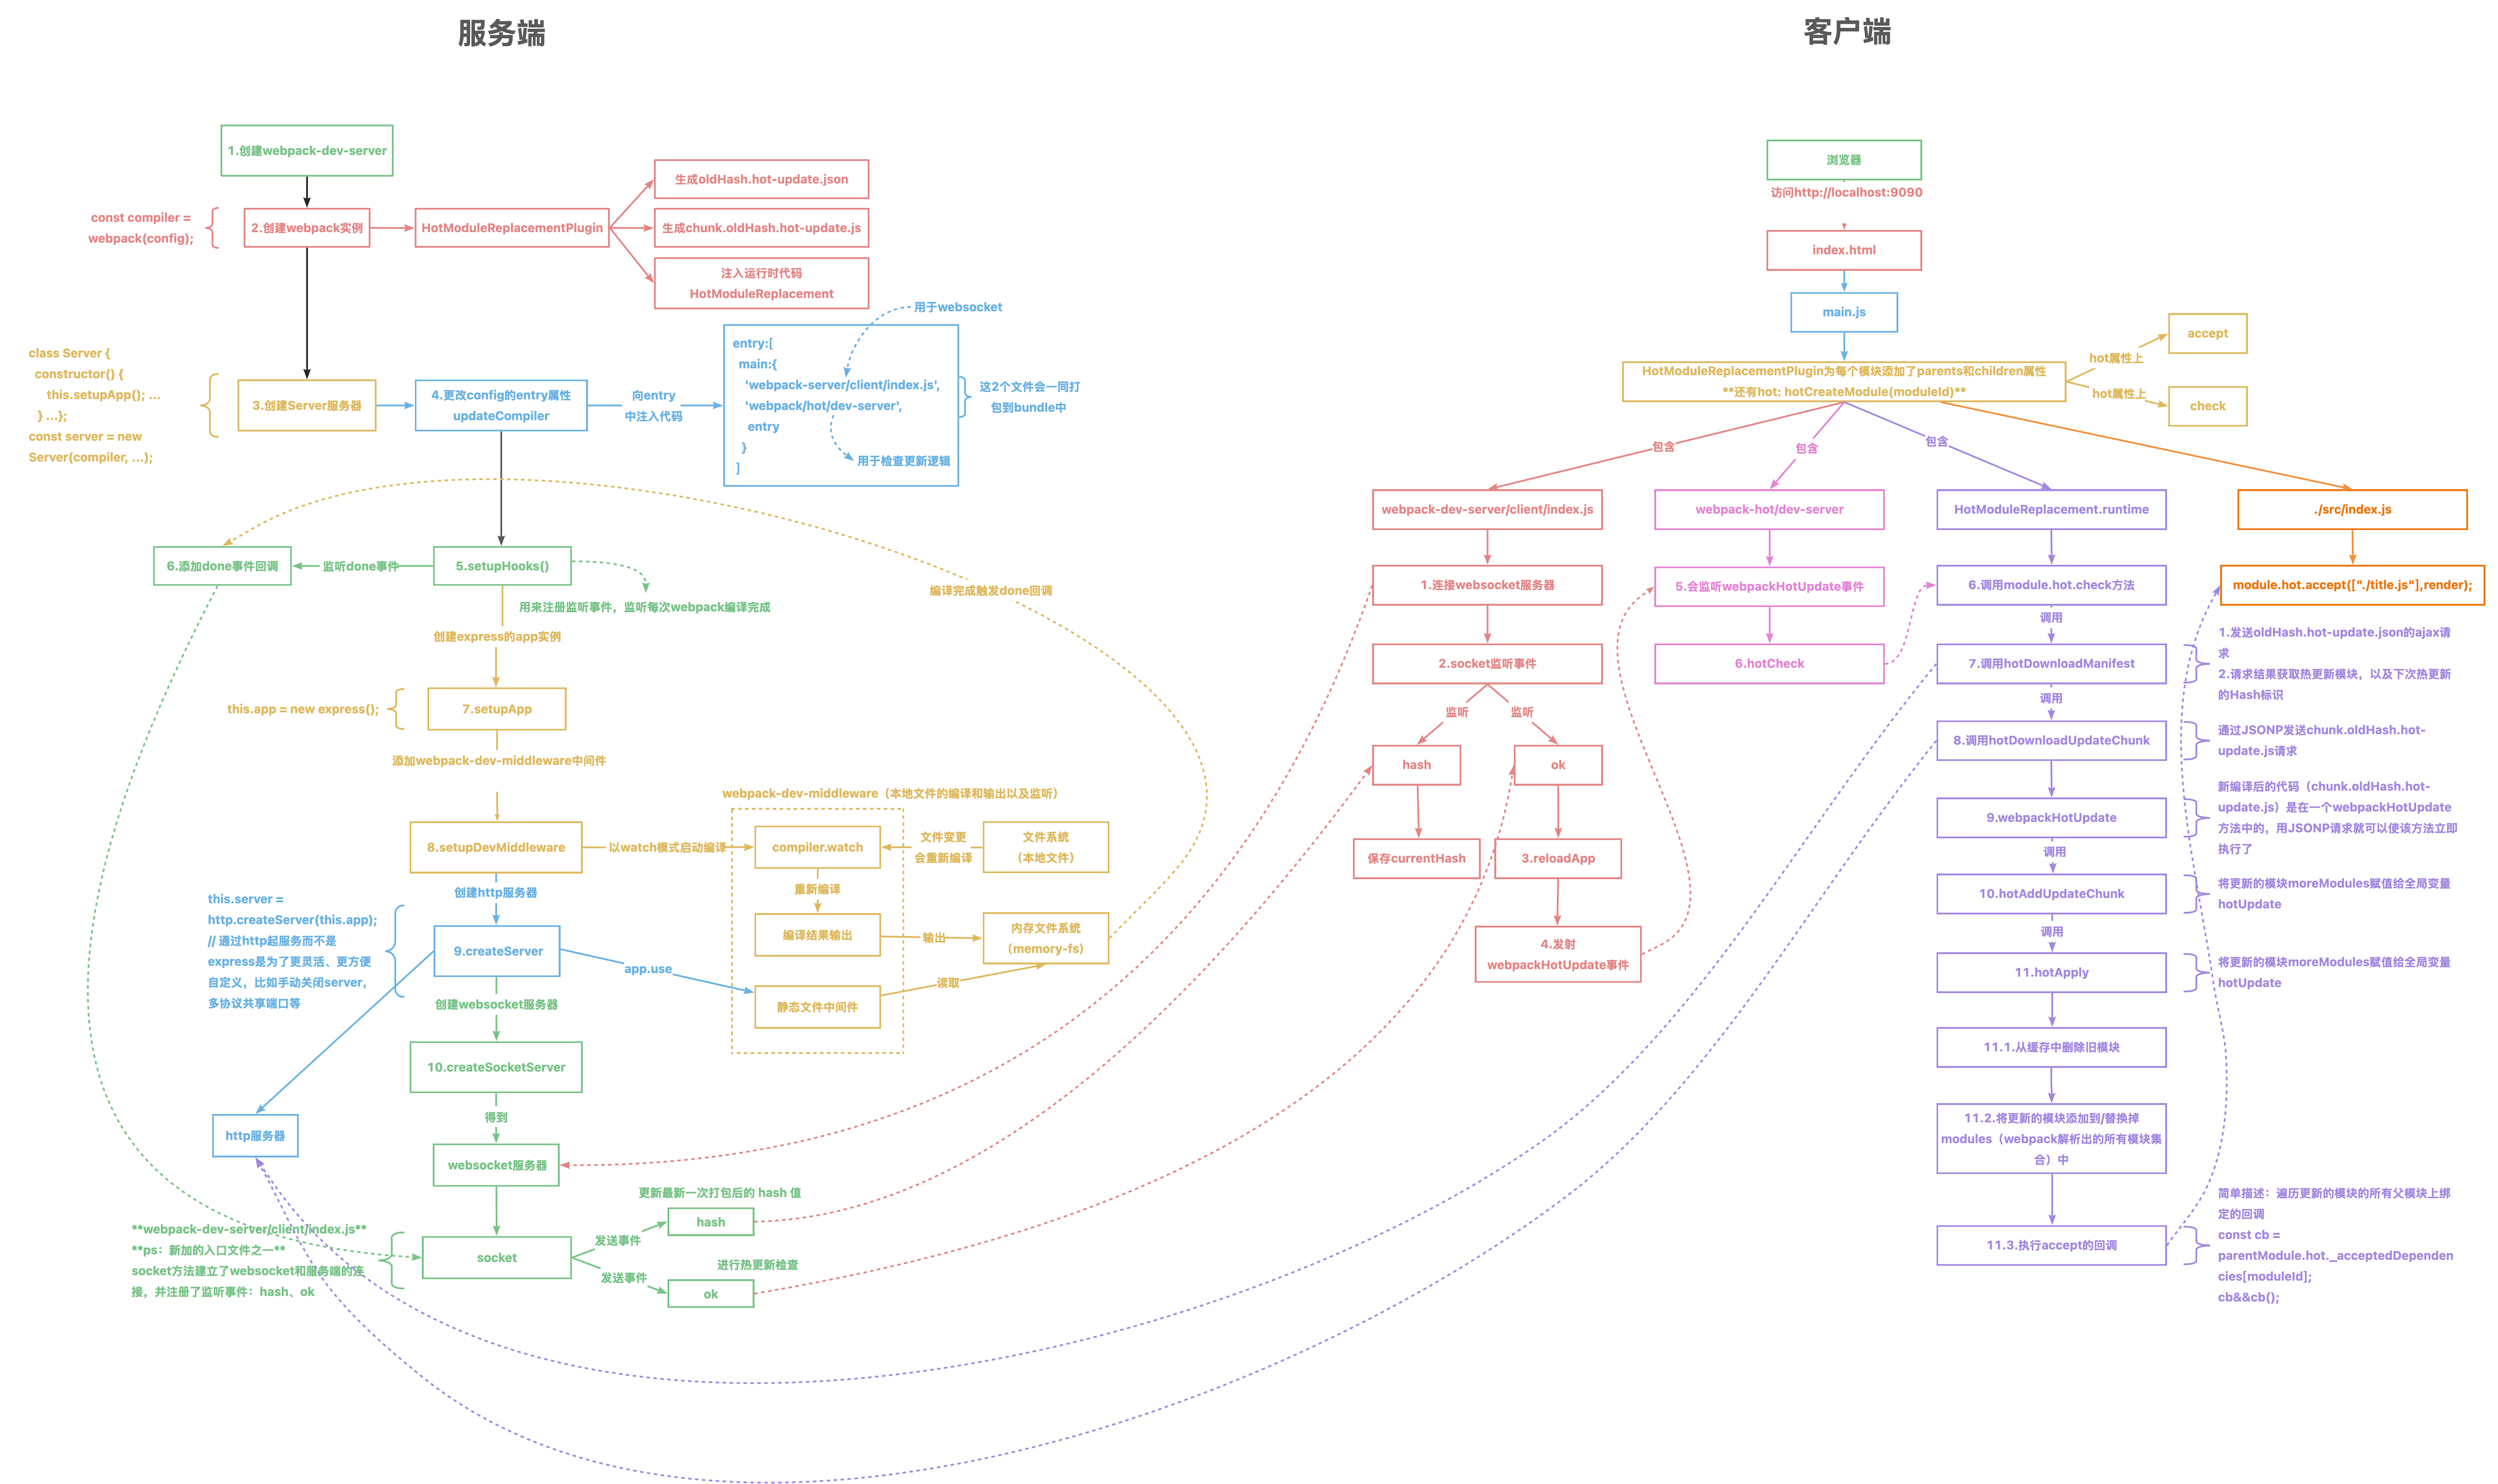 服务端
1.创建webpack-dev-server
const compiler =
webpack(config);
2.创建webpack实例
HotModuleReplacementPlugin
生成oldHash.hot-update.json
生成chunk.oldHash.hot-update.js
注入运行时代码
HotModuleReplacement
class Server {
constructor() {
this.setupApp(); ...
} ...};
const server = new
Server(compiler, ...);
3.创建Server服务器
4.更改config的entry属性
updateCompiler
向entry
中注入代码
用于websocket
entry:[
main:{
'webpack-server/client/index.js',
'webpack/hot/dev-server',
entry
}
]
用于检查更新逻辑
这2个文件会一同打
包到bundle中
6.添加done事件回调
监听done事件
5.setupHooks()
用来注册监听事件，监听每次webpack编译完成
编译完成触发done回调
创建express的app实例
this.app = new express();
7.setupApp
添加webpack-dev-middleware中间件
webpack-dev-middleware（本地文件的编译和输出以及监听）
8.setupDevMiddleware
以watch模式启动编译
compiler.watch
文件变更
会重新编译
文件系统
（本地文件）
重新编译
编译结果输出
输出
内存文件系统
（memory-fs）
读取
静态文件中间件
创建http服务器
this.server =
http.createServer(this.app);
// 通过http起服务而不是
express是为了更灵活、更方便
自定义，比如手动关闭server，
多协议共享端口等
9.createServer
app.use
创建websocket服务器
10.createSocketServer
得到
http服务器
websocket服务器
**webpack-dev-server/client/index.js**
**ps：新加的入口文件之一**
socket方法建立了websocket和服务端的连
接，并注册了监听事件：hash、ok
socket
发送事件
更新最新一次打包后的 hash 值
hash
发送事件
进行热更新检查
ok
客户端
浏览器
访问http://localhost:9090
index.html
main.js
HotModuleReplacementPlugin为每个模块添加了parents和children属性
**还有hot: hotCreateModule(moduleId)**
hot属性上
accept
hot属性上
check
包含
包含
包含
webpack-dev-server/client/index.js
1.连接websocket服务器
2.socket监听事件
监听
监听
hash
ok
保存currentHash
3.reloadApp
4.发射
webpackHotUpdate事件
webpack-hot/dev-server
5.会监听webpackHotUpdate事件
6.hotCheck
HotModuleReplacement.runtime
6.调用module.hot.check方法
调用
7.调用hotDownloadManifest
1.发送oldHash.hot-update.json的ajax请
求
2.请求结果获取热更新模块，以及下次热更新
的Hash标识
调用
8.调用hotDownloadUpdateChunk
通过JSONP发送chunk.oldHash.hot-
update.js请求
9.webpackHotUpdate
新编译后的代码（chunk.oldHash.hot-
update.js）是在一个webpackHotUpdate
方法中的，用JSONP请求就可以使该方法立即
执行了
调用
10.hotAddUpdateChunk
将更新的模块moreModules赋值给全局变量
hotUpdate
调用
11.hotApply
将更新的模块moreModules赋值给全局变量
hotUpdate
11.1.从缓存中删除旧模块
11.2.将更新的模块添加到/替换掉
modules（webpack解析出的所有模块集
合）中
11.3.执行accept的回调
简单描述：遍历更新的模块的所有父模块上绑
定的回调
const cb =
parentModule.hot._acceptedDependen
cies[moduleId];
cb&&cb();
./src/index.js
module.hot.accept(["./title.js"],render);